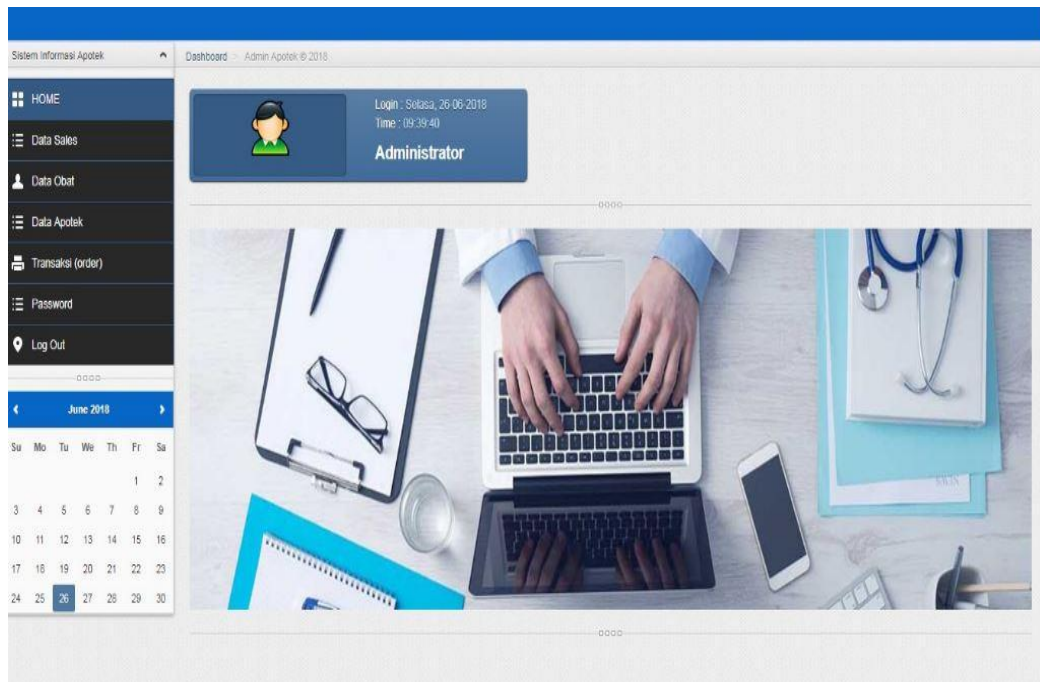 Sistem Informasi Apotek
Dashboard > Admin Apotek © 2018
HOME
Data Sales
Data Obat
Data Apotek
Transaksi (order)
Password
Log Out
Login : Selasa, 26-06-2018
Time : 09:39:40
Administrator
June 2018
Su Mo Tu We Th Fr Sa
1 2
3 4 5 6 7 8 9
10 11 12 13 14 15 16
17 18 19 20 21 22 23
24 25 26 27 28 29 30